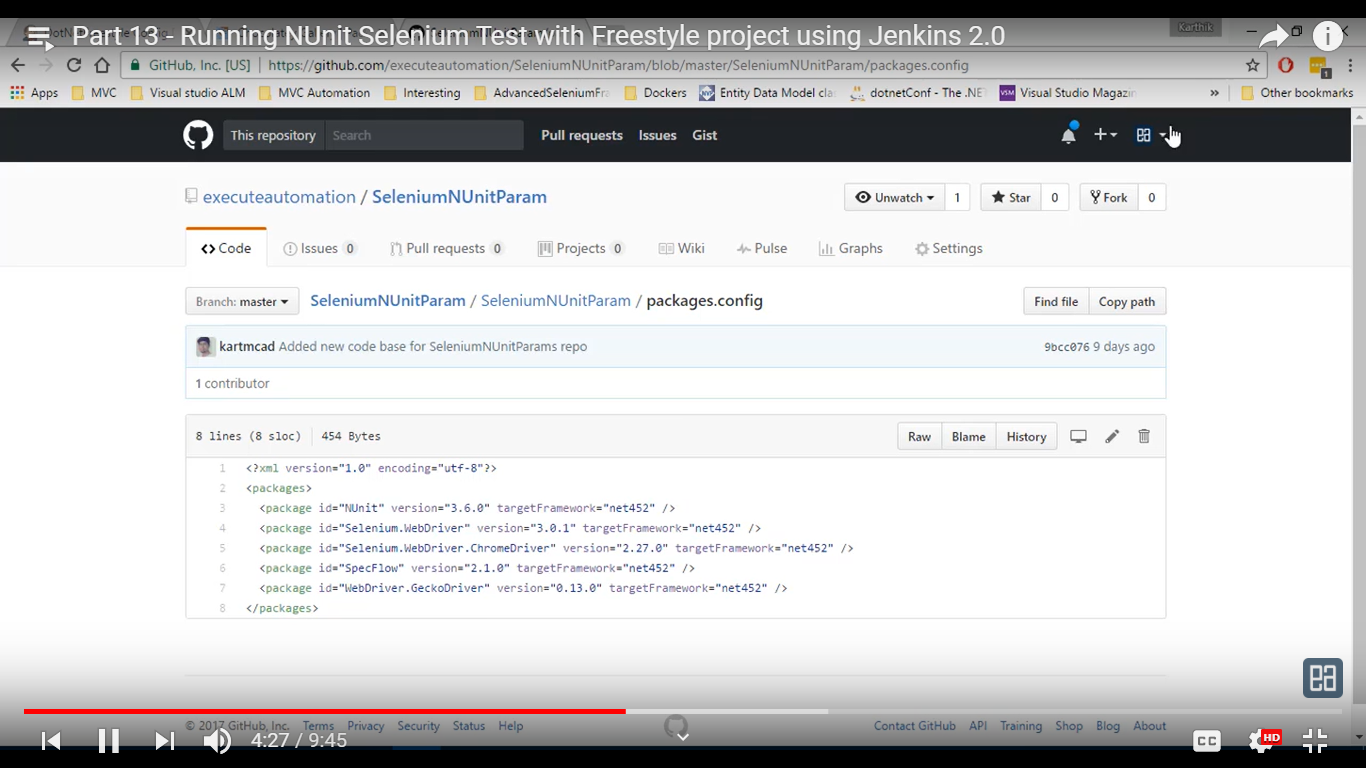 Part 13 - Running NUnit Selenium Test with Freestyle project using Jenkins 2.0
Karthik
GitHub, Inc. [US] | https://github.com/executeautomation/SeleniumNUnitParam/blob/master/SeleniumNUnitParam/packages.config
1
Apps MVC Visual studio ALM MVC Automation Interesting AdvancedSeleniumFra Dockers Entity Data Model cla dotnetConf - The .NE VSM Visual Studio Magazin » Other bookmarks
This repository Search Pull requests Issues Gist
executeautomation / SeleniumNUnitParam Unwatch 1 Star 0 Fork 0
Code Issues 0 Pull requests 0 Projects 0 Wiki Pulse Graphs Settings
Branch: master SeleniumNUnitParam / SeleniumNUnitParam / packages.config Find file Copy path
kartmcad Added new code base for SeleniumNUnitParams repo 9bcc076 9 days ago
1 contributor
8 lines (8 sloc) 454 Bytes Raw Blame History
1 <?xml version="1.0" encoding="utf-8"?>
2 <packages>
3 <package id="NUnit" version="3.6.0" targetFramework="net452" />
4 <package id="Selenium.WebDriver" version="3.0.1" targetFramework="net452" />
5 <package id="Selenium.WebDriver.ChromeDriver" version="2.27.0" targetFramework="net452" />
6 <package id="SpecFlow" version="2.1.0" targetFramework="net452" />
7 <package id="WebDriver.GeckoDriver" version="0.13.0" targetFramework="net452" />
8 </packages>
© 2017 GitHub, Inc. Terms Privacy Security Status Help Contact GitHub API Training Shop Blog About
4:27 / 9:45 CC HD